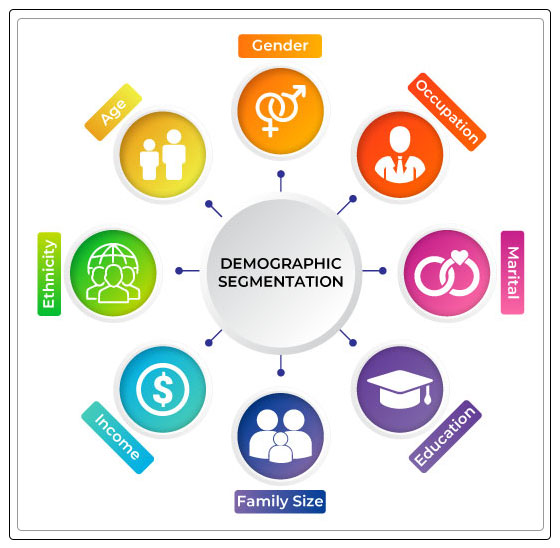 Gender
Age
Occupation
DEMOGRAPHIC
SEGMENTATION
Ethnicity
Marital
$
Income
Education
Family Size